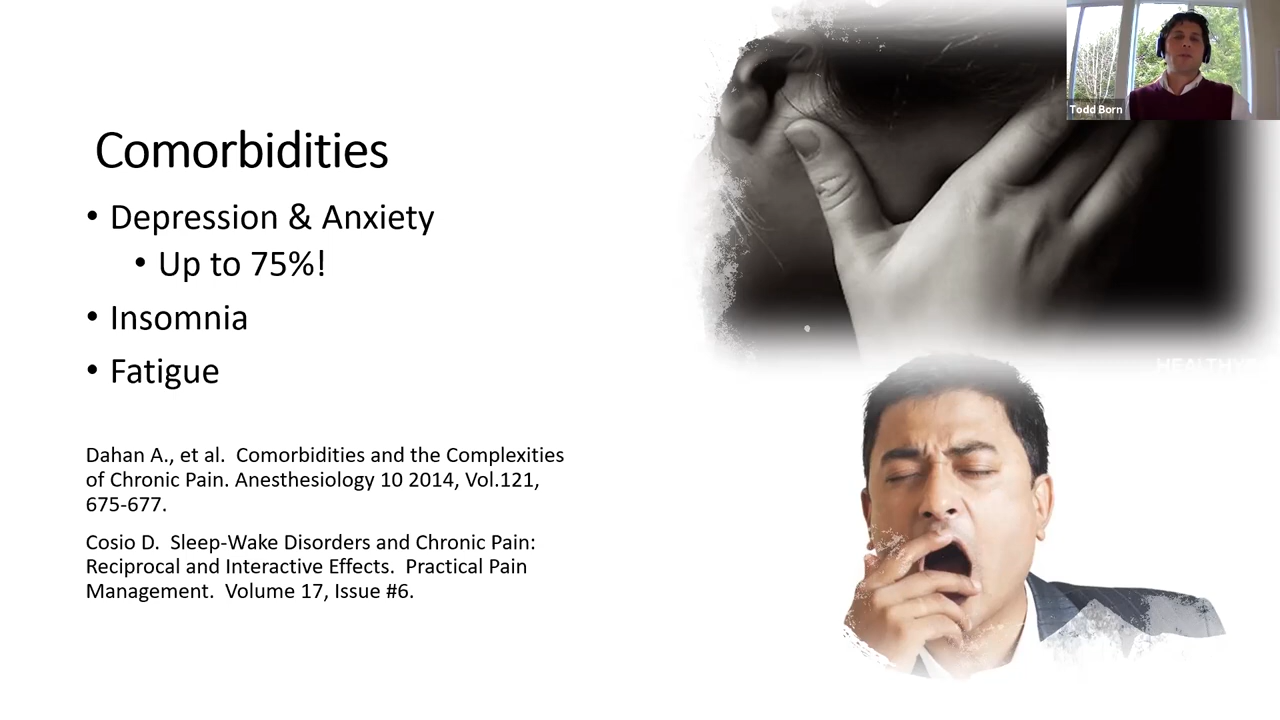 Todd Born
Comorbidities
• Depression & Anxiety
• Up to 75%!
• Insomnia
• Fatigue
Dahan A., et al.  Comorbidities and the Complexities
of Chronic Pain. Anesthesiology 10 2014, Vol.121,
675-677.
Cosio D.  Sleep-Wake Disorders and Chronic Pain:
Reciprocal and Interactive Effects.  Practical Pain
Management.  Volume 17, Issue #6.